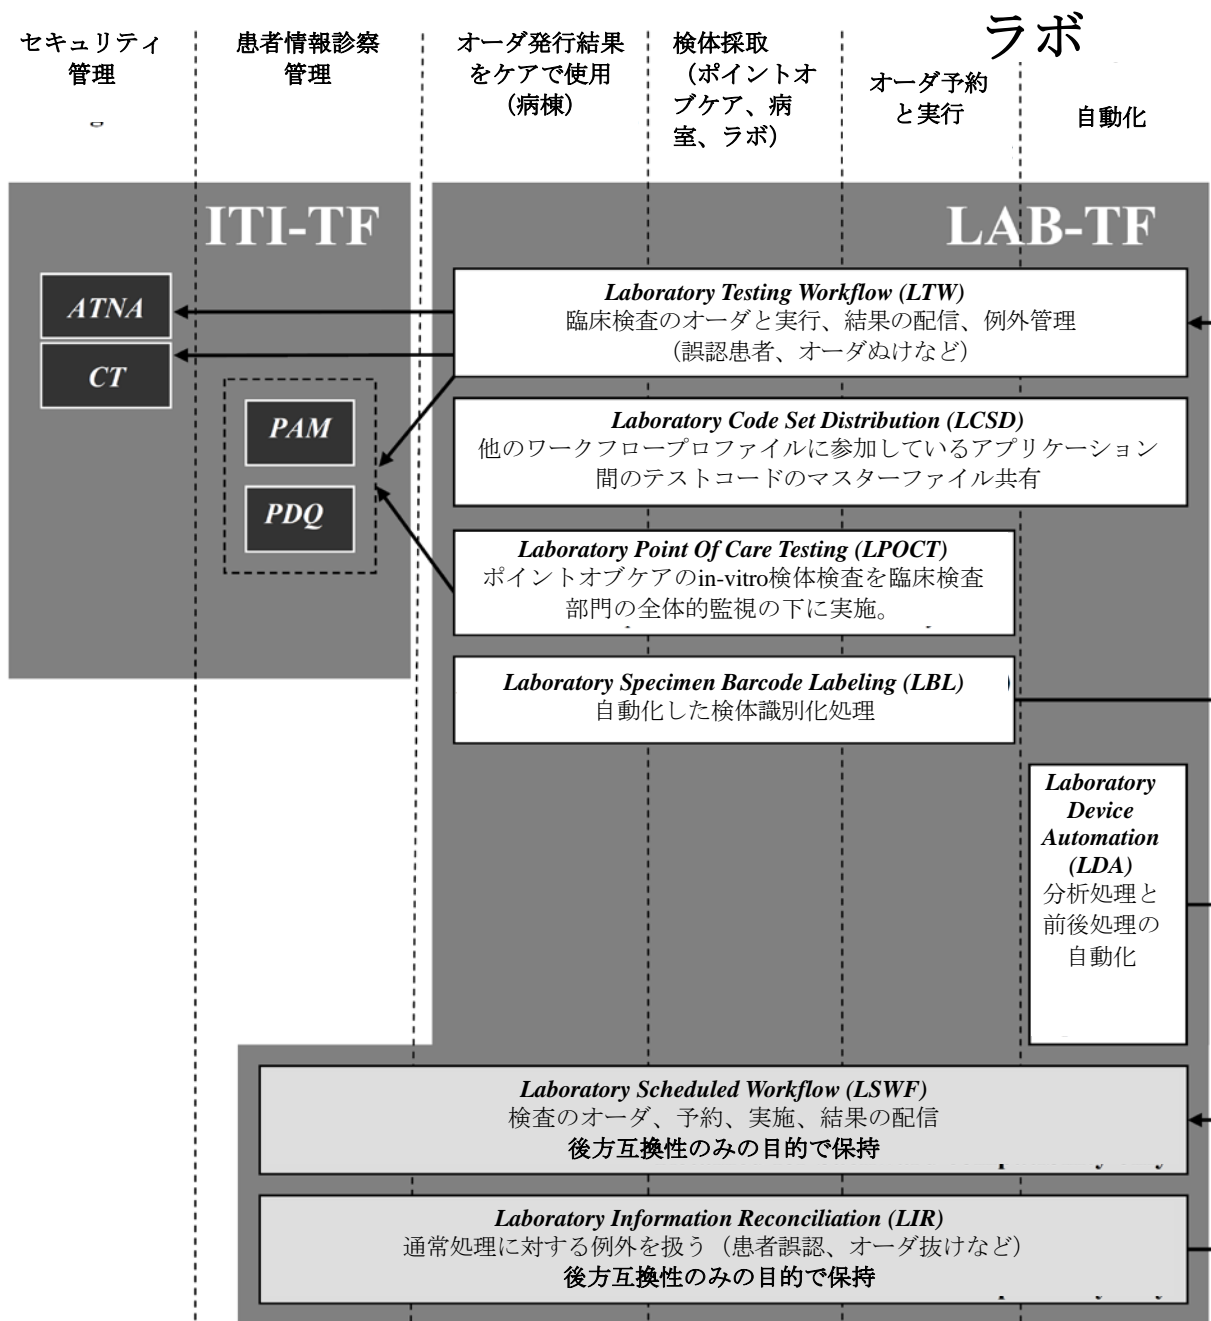 ラボ
セキュリティ
管理
患者情報診察
管理
オーダ発行結果
をケアで使用
（病棟）
検体採取
（ポイントオ
ブケア、病
室、ラボ）
オーダ予約
と実行
自動化
ITI-TF
LAB-TF
ATNA
CT
PAM
PDQ
Laboratory Testing Workflow (LTW)
臨床検査のオーダと実行、結果の配信、例外管理
（誤認患者、オーダぬけなど）
Laboratory Code Set Distribution (LCSD)
他のワークフロープロファイルに参加しているアプリケーション
間のテストコードのマスターファイル共有
Laboratory Point Of Care Testing (LPOCT)
ポイントオブケアのin-vitro検体検査を臨床検査
部門の全体的監視の下に実施。
Laboratory Specimen Barcode Labeling (LBL)
自動化した検体識別化処理
Laboratory
Device
Automation
(LDA)
分析処理と
前後処理の
自動化
Laboratory Scheduled Workflow (LSWF)
検査のオーダ、予約、実施、結果の配信
後方互換性のみの目的で保持
Laboratory Information Reconciliation (LIR)
通常処理に対する例外を扱う（患者誤認、オーダ抜けなど）
後方互換性のみの目的で保持